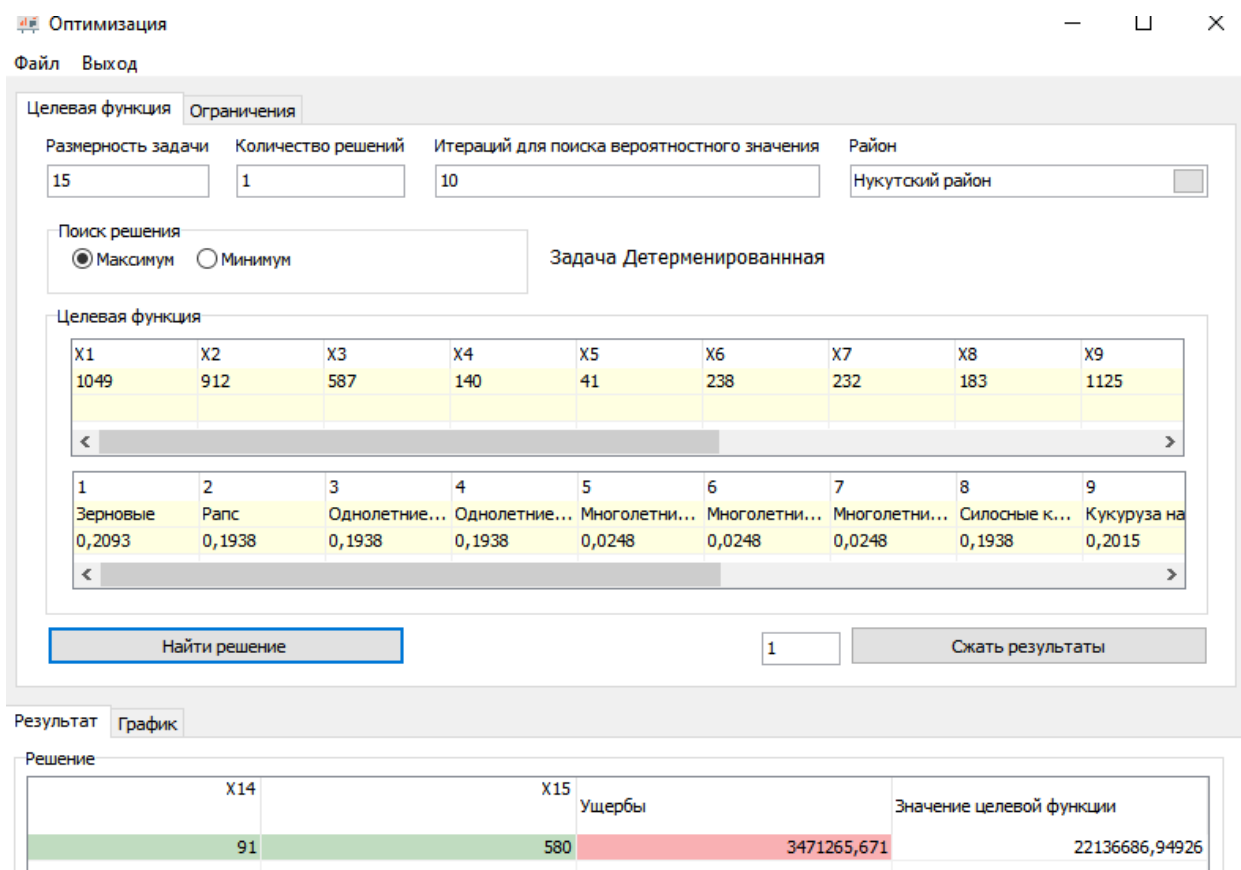 Оптимизация
Файл Выход
Целевая функция Ограничения
Размерность задачи Количество решений Итераций для поиска вероятностного значения Район
15 1 10 Нукутский район
Поиск решения
Максимум Минимум
Задача Детерменированнная
Целевая функция
X1 X2 X3 X4 X5 X6 X7 X8 X9
1049 912 587 140 41 238 232 183 1125
1 2 3 4 5 6 7 8 9
Зерновые Рапс Однолетние... Однолетние... Многолетни... Многолетни... Многолетни... Силосные к... Кукуруза на
0,2093 0,1938 0,1938 0,1938 0,0248 0,0248 0,0248 0,1938 0,2015
Найти решение 1 Сжать результаты
Результат График
Решение
X14 X15 Ущербы Значение целевой функции
91 580 3471265,671 22136686,94926